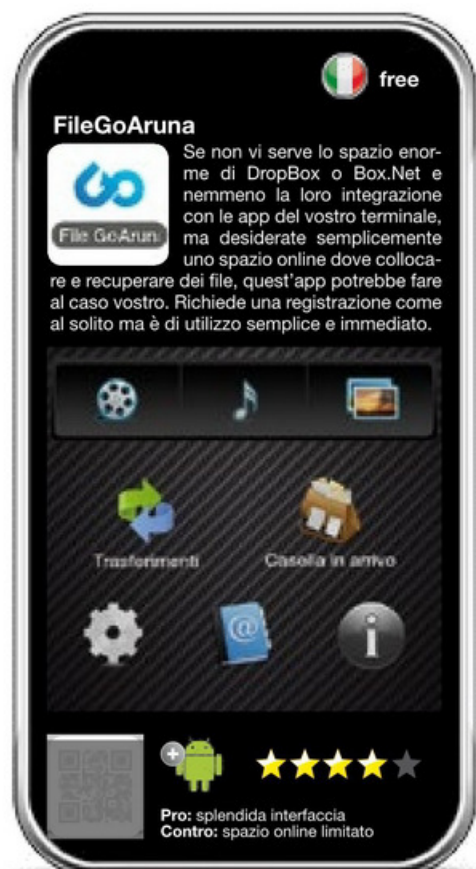 free
FileGoAruna
Se non vi serve lo spazio enor-
me di DropBox o Box.Net e
nemmeno la loro integrazione
con le app del vostro terminale,
ma desiderate semplicemente
uno spazio online dove colloca-
re e recuperare dei file, quest'app potrebbe fare
al caso vostro. Richiede una registrazione come
al solito ma è di utilizzo semplice e immediato.
File GoArun
Trasferimenti
Casella in arrivo
Pro: splendida interfaccia
Contro: spazio online limitato